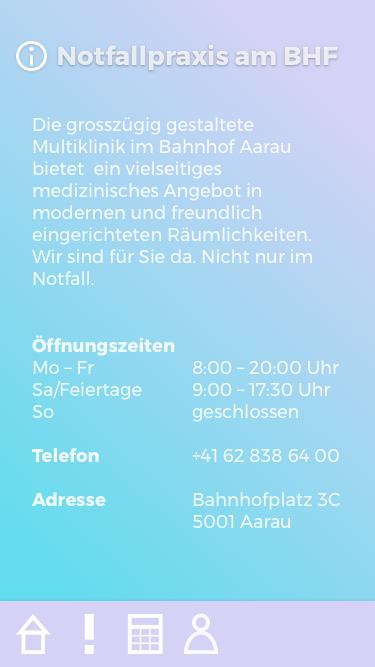 Notfallpraxis am BHF
Die grosszügig gestaltete
Multiklinik im Bahnhof Aarau
bietet  ein vielseitiges
medizinisches Angebot in
modernen und freundlich
eingerichteten Räumlichkeiten.
Wir sind für Sie da. Nicht nur im
Notfall.
Öffnungszeiten
Mo – Fr 8:00 – 20:00 Uhr
Sa/Feiertage 9:00 – 17:30 Uhr
So geschlossen
Telefon +41 62 838 64 00
Adresse Bahnhofplatz 3C
5001 Aarau